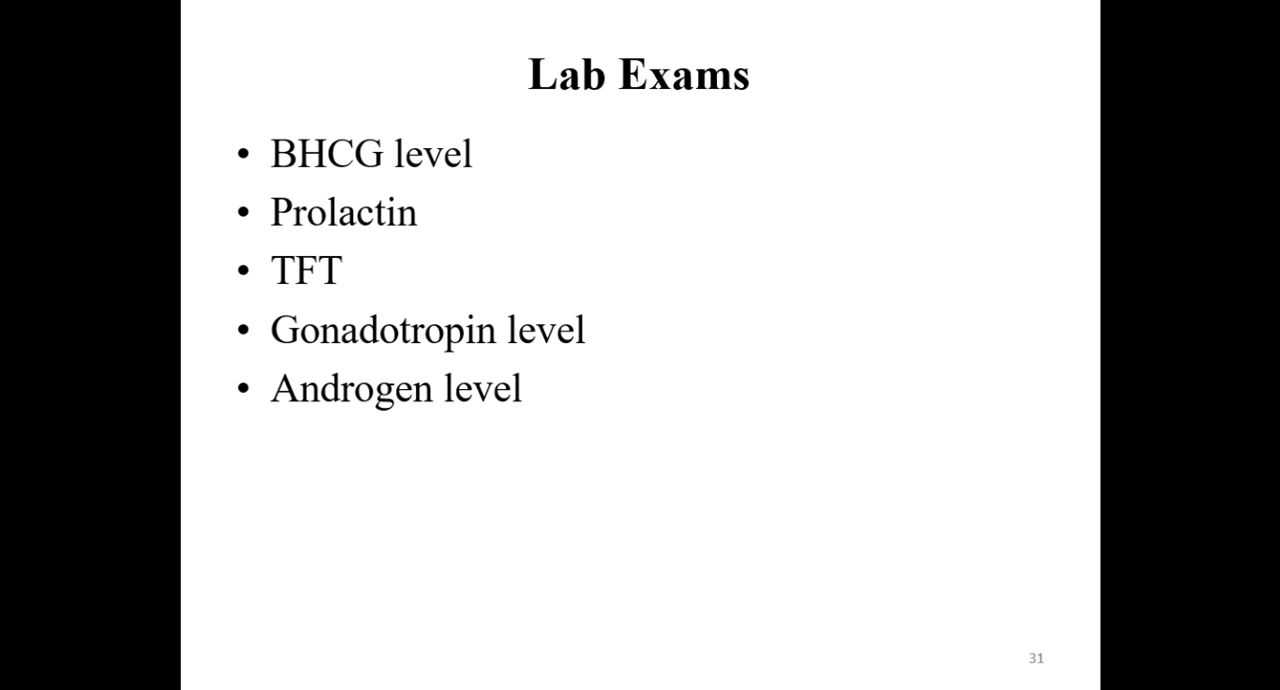 Lab Exams
• BHCG level
• Prolactin
• TFT
• Gonadotropin level
• Androgen level
31